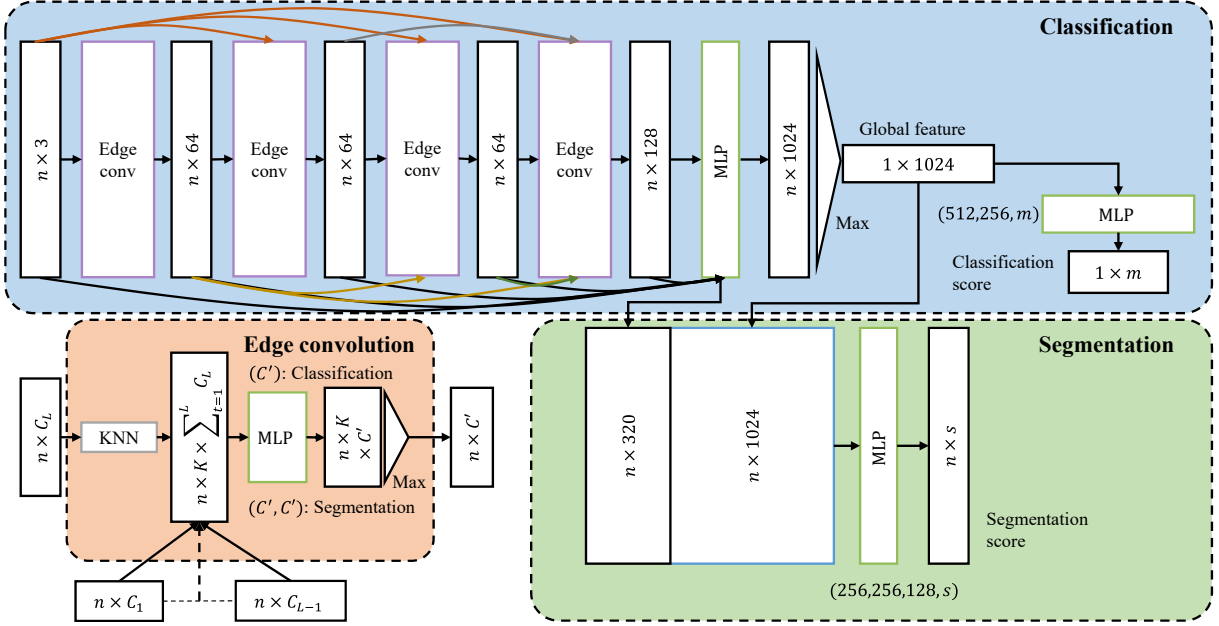 Classification
n × 3
Edge
conv
n × 64
Edge
conv
n × 64
Edge
conv
n × 64
Edge
conv
n × 128
MLP
n × 1024
Max
Global feature
1 × 1024
(512,256, m)
MLP
Classification
score
1 × m
Edge convolution
(C′): Classification
n × C_L
KNN
n × K × ∑_{t=1}^{L} C_L
MLP
n × K
× C′
Max
n × C′
(C′, C′): Segmentation
n × C_1
n × C_{L−1}
Segmentation
n × 320
n × 1024
MLP
n × s
Segmentation
score
(256,256,128, s)